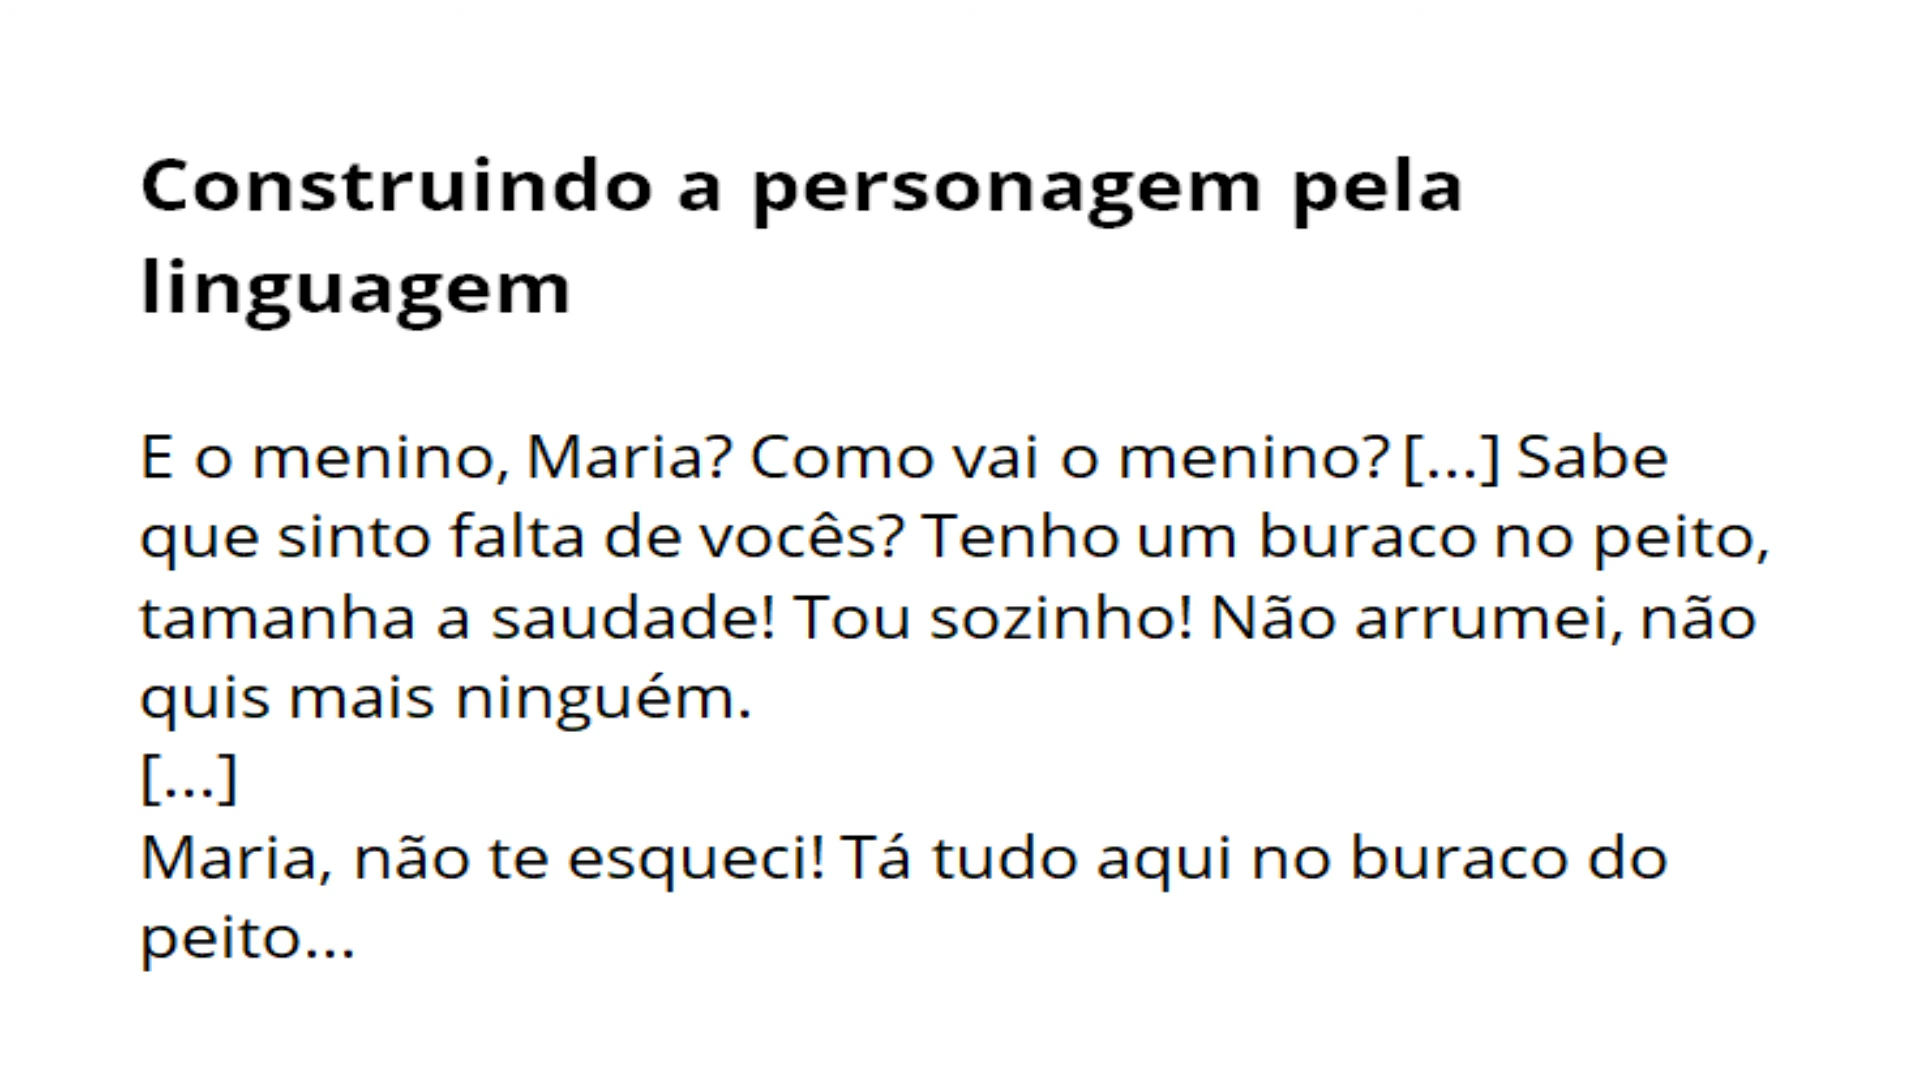 Construindo a personagem pela
linguagem
E o menino, Maria? Como vai o menino? [...] Sabe
que sinto falta de vocês? Tenho um buraco no peito,
tamanha a saudade! Tou sozinho! Não arrumei, não
quis mais ninguém.
[...]
Maria, não te esqueci! Tá tudo aqui no buraco do
peito...